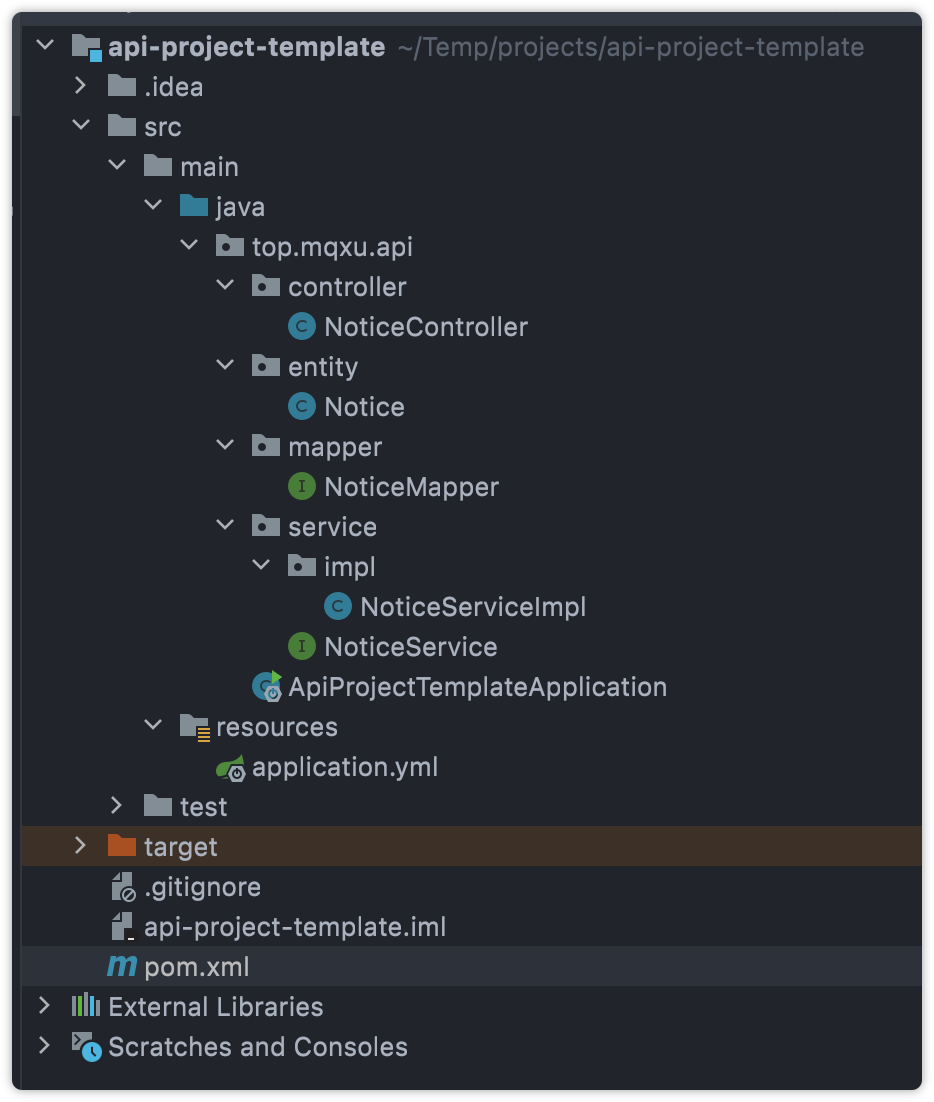 api-project-template ~/Temp/projects/api-project-template
.idea
src
main
java
top.mqxu.api
controller
C NoticeController
entity
C Notice
mapper
I NoticeMapper
service
impl
C NoticeServiceImpl
I NoticeService
ApiProjectTemplateApplication
resources
application.yml
test
target
.gitignore
api-project-template.iml
m pom.xml
External Libraries
Scratches and Consoles